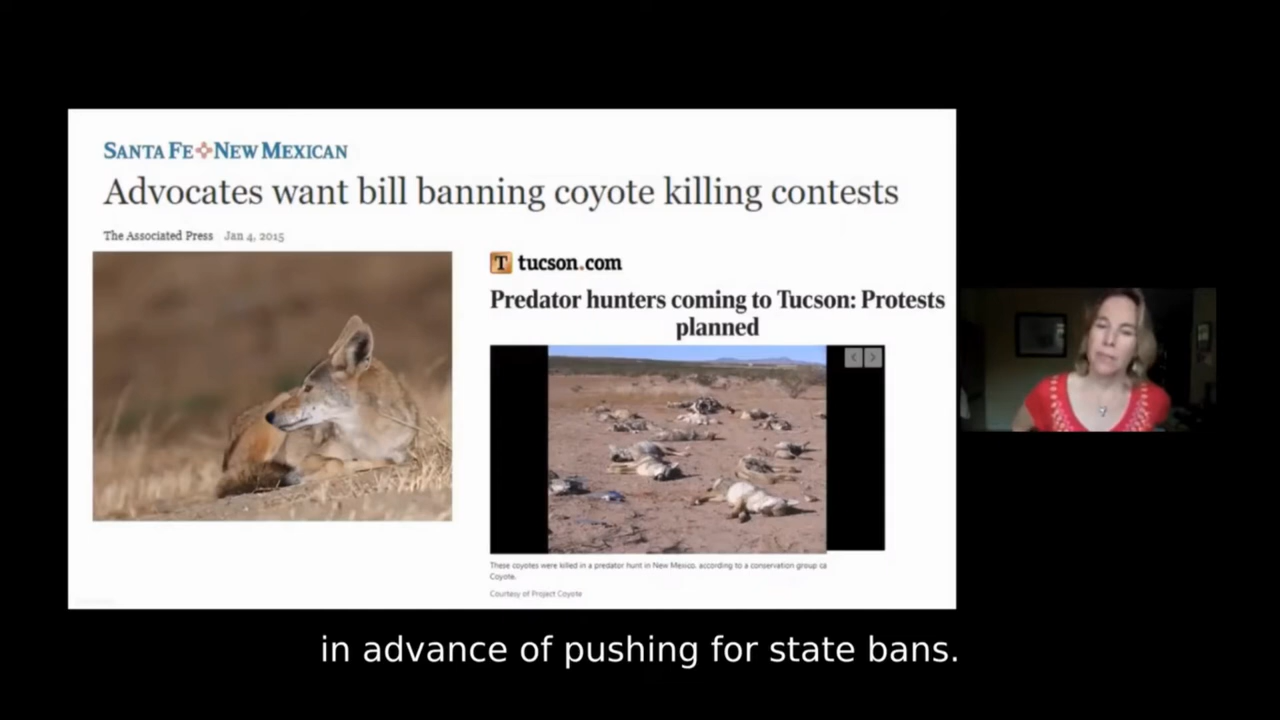 SANTA FE NEW MEXICAN
Advocates want bill banning coyote killing contests
The Associated Press Jan 4, 2015
T tucson.com
Predator hunters coming to Tucson: Protests
planned
These coyotes were killed in a predator hunt in New Mexico, according to a conservation group ca
Coyote.
Courtesy of Project Coyote
in advance of pushing for state bans.